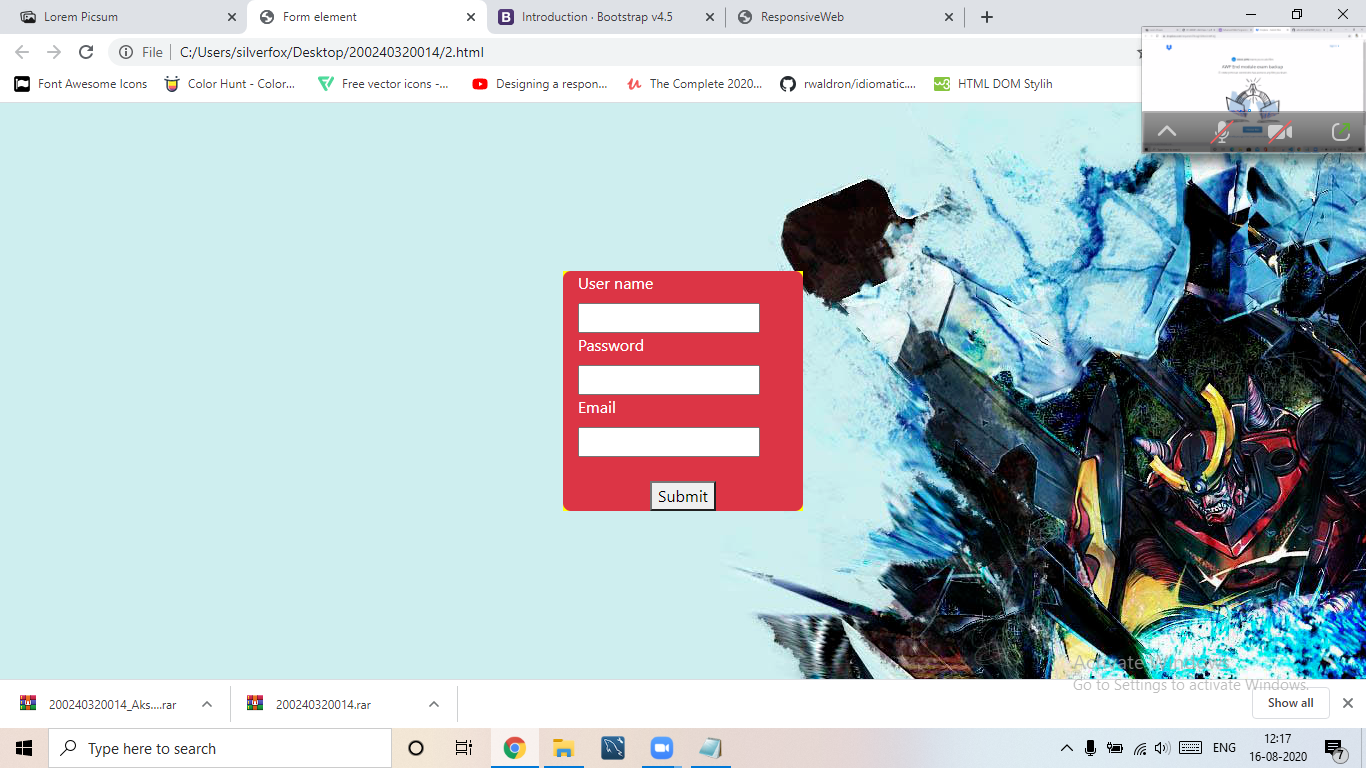 Lorem Picsum
Form element
Introduction · Bootstrap v4.5
ResponsiveWeb
File
C:/Users/silverfox/Desktop/200240320014/2.html
Font Awesome Icons
Color Hunt - Color...
Free vector icons -...
Designing a respon...
The Complete 2020...
rwaldron/idiomatic....
HTML DOM Stylih
User name
Password
Email
Submit
Activate Windows
Go to Settings to activate Windows.
200240320014_Aks....rar
200240320014.rar
Show all
Type here to search
ENG
12:17
16-08-2020
7